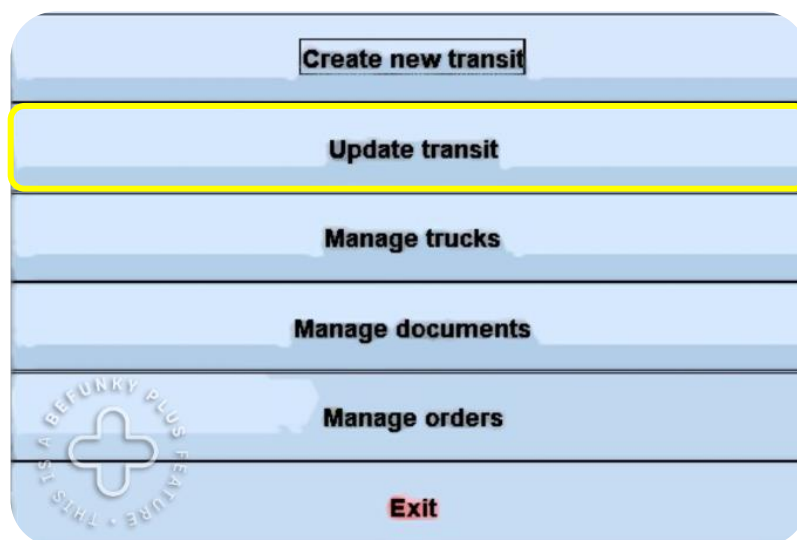 Create new transit
Update transit
Manage trucks
Manage documents
Manage orders
Exit
THIS IS A BEFUNKY PLUS FEATURE •